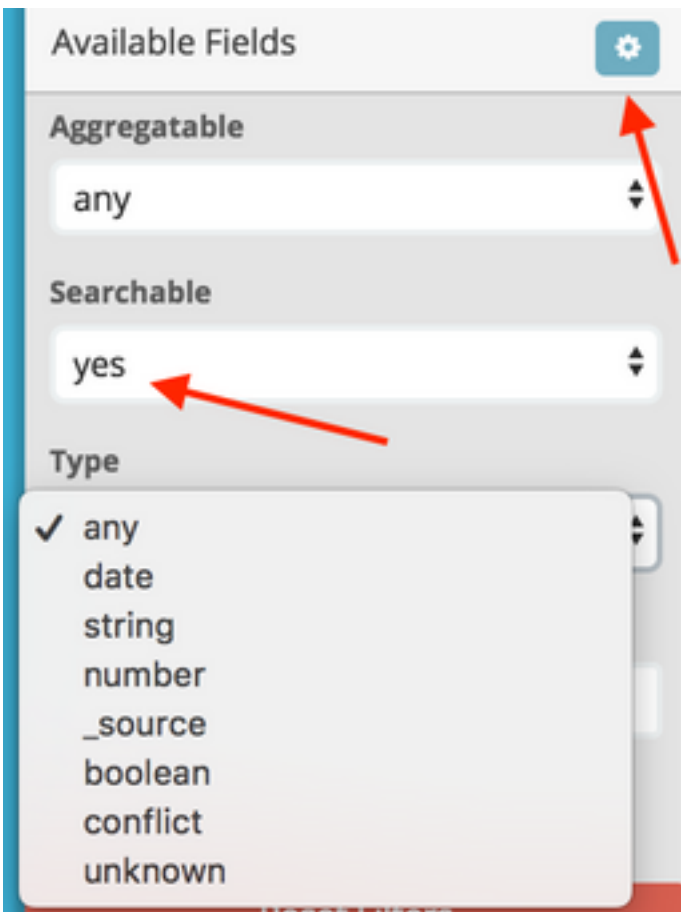 Available Fields
Aggregatable
any
Searchable
yes
Type
✓ any
date
string
number
_source
boolean
conflict
unknown